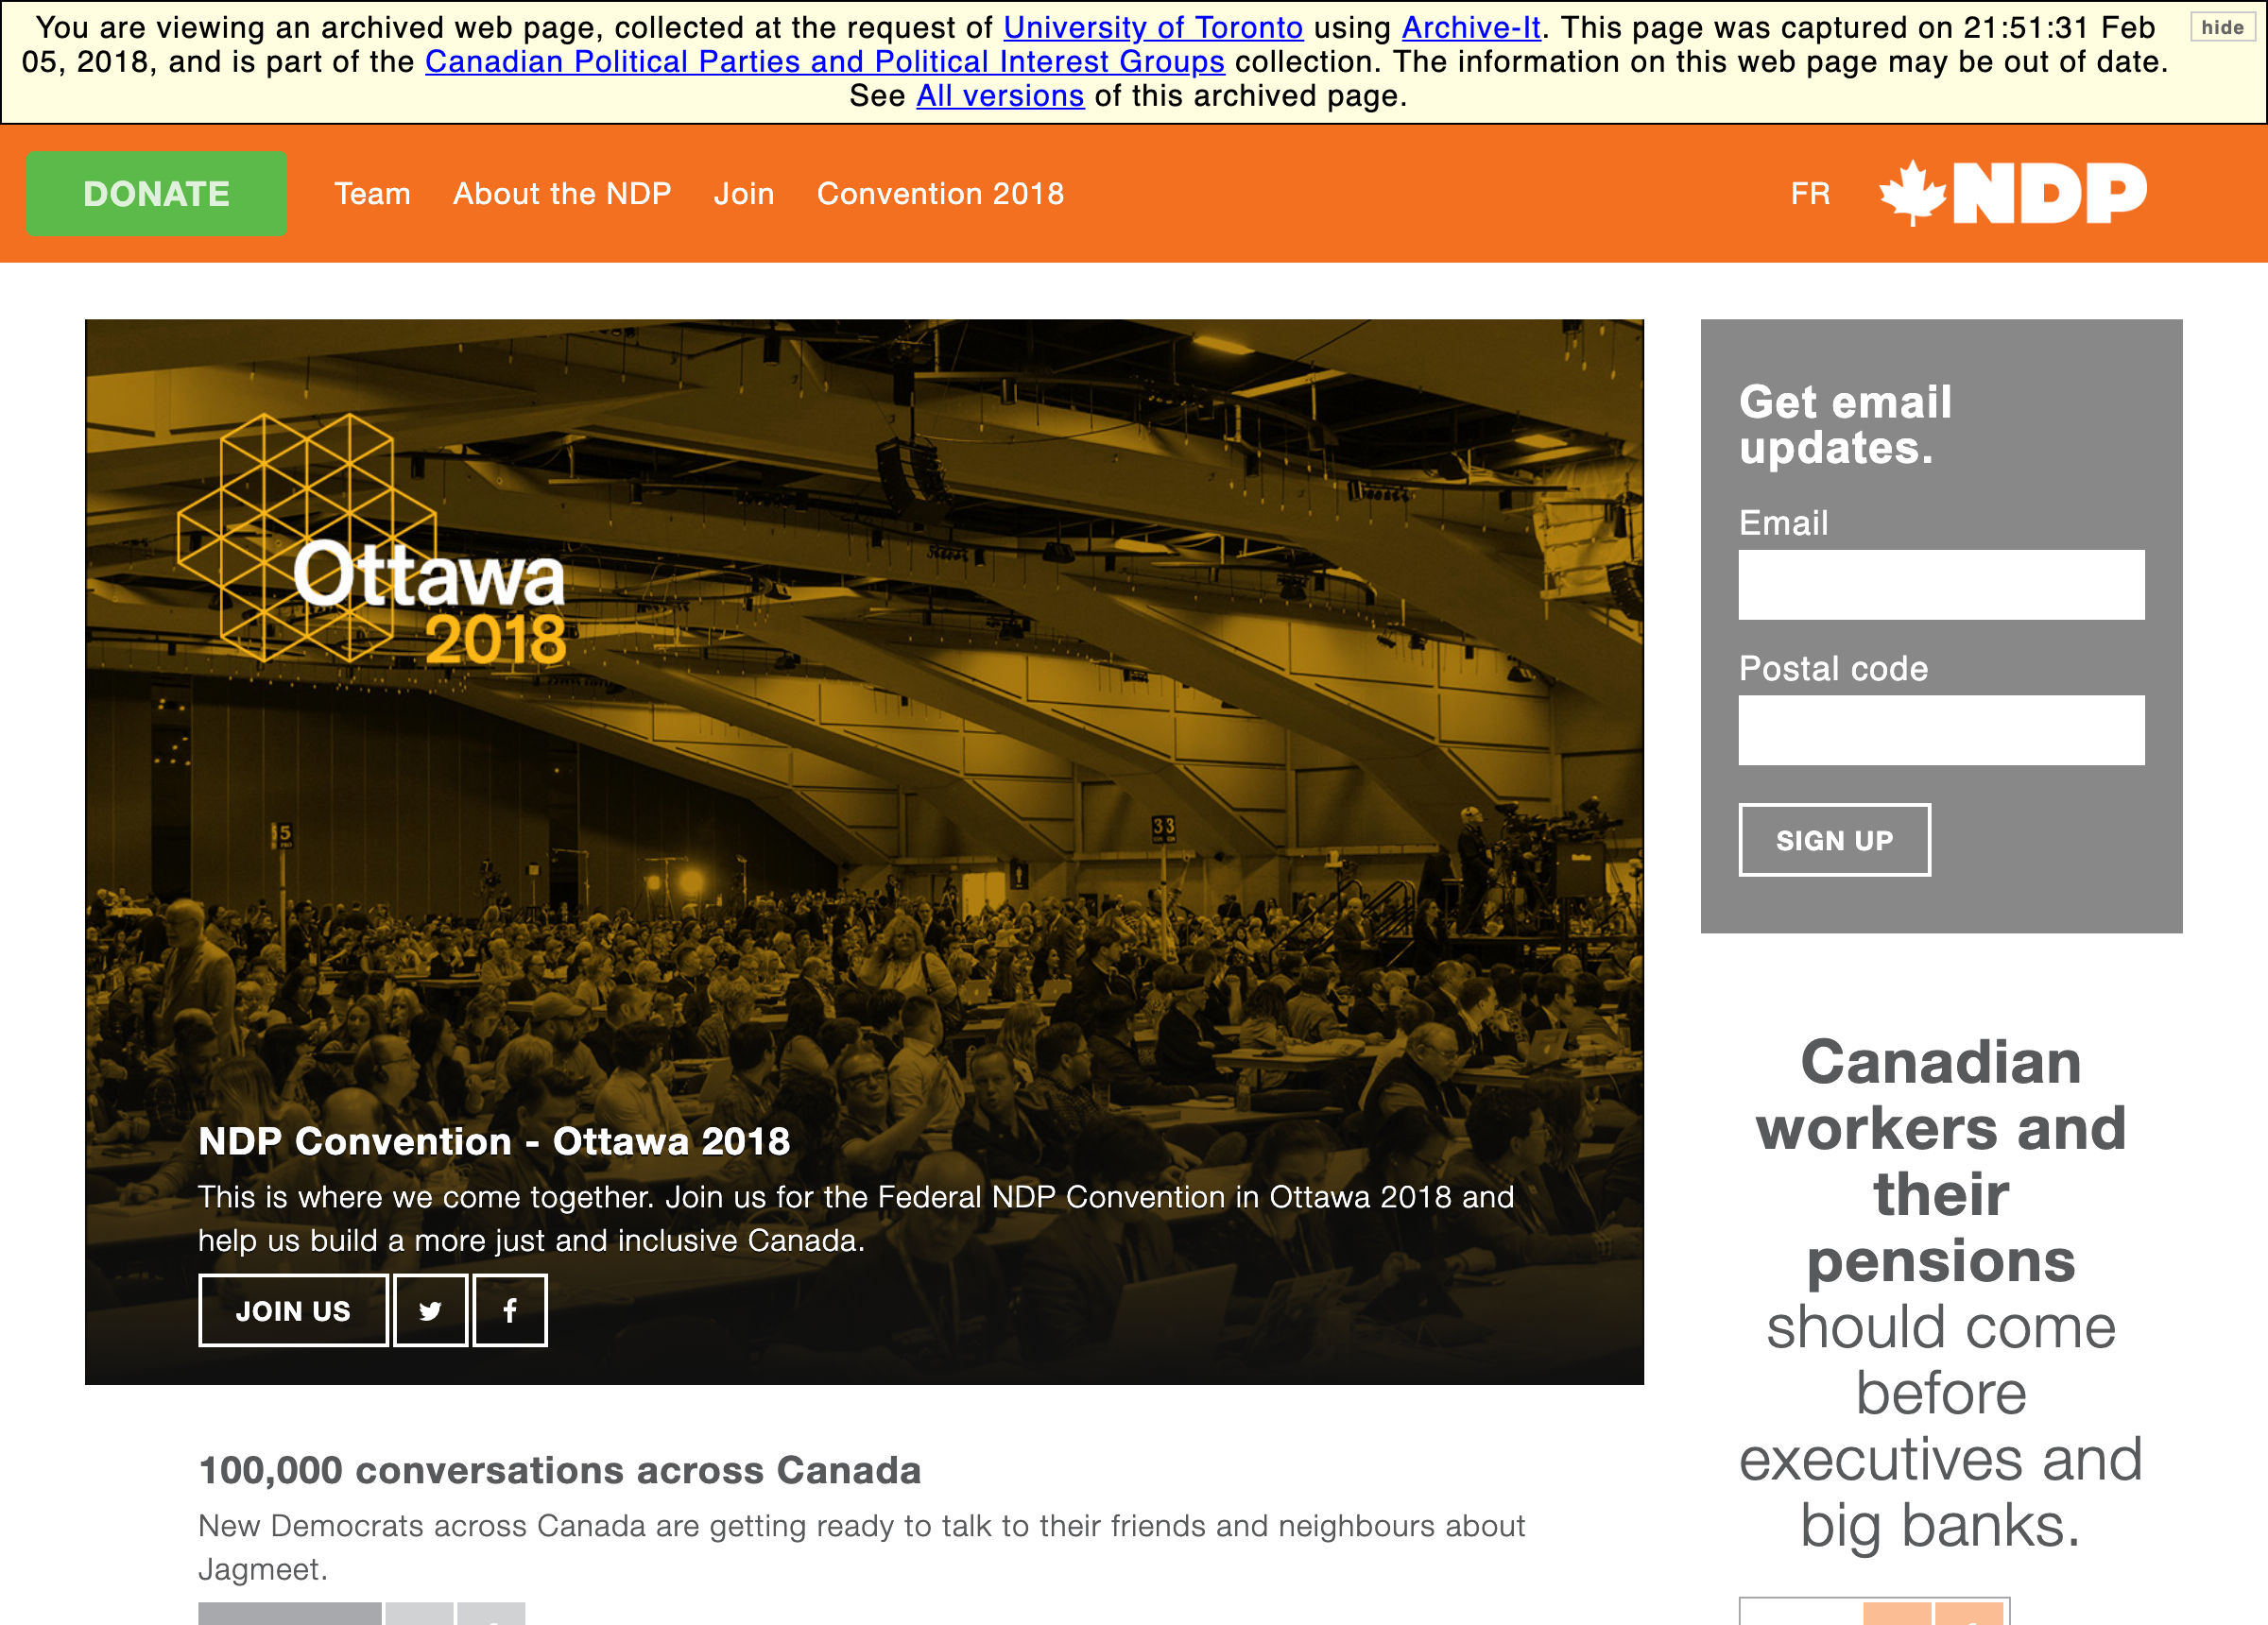 You are viewing an archived web page, collected at the request of University of Toronto using Archive-It. This page was captured on 21:51:31 Feb
05, 2018, and is part of the Canadian Political Parties and Political Interest Groups collection. The information on this web page may be out of date.
See All versions of this archived page.
hide
DONATE
Team
About the NDP
Join
Convention 2018
FR
NDP
Ottawa
2018
5
33
NDP Convention - Ottawa 2018
This is where we come together. Join us for the Federal NDP Convention in Ottawa 2018 and
help us build a more just and inclusive Canada.
JOIN US
100,000 conversations across Canada
New Democrats across Canada are getting ready to talk to their friends and neighbours about
Jagmeet.
Get email
updates.
Email
Postal code
SIGN UP
Canadian
workers and
their
pensions
should come
before
executives and
big banks.